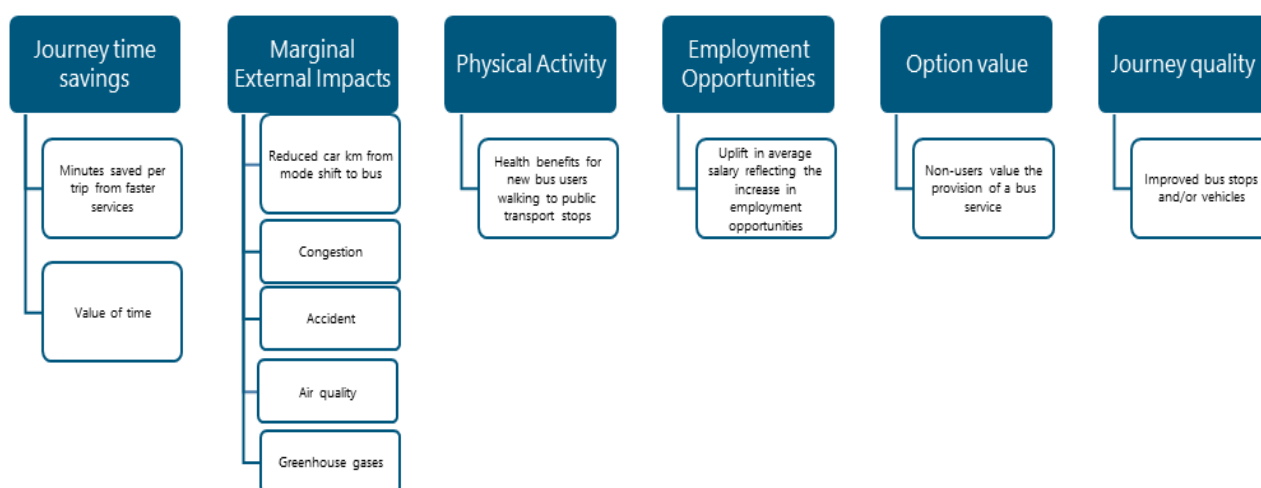 Journey time
savings
Minutes saved per
trip from faster
services
Value of time
Marginal
External Impacts
Reduced car km from
mode shift to bus
Congestion
Accident
Air quality
Greenhouse gases
Physical Activity
Health benefits for
new bus users
walking to public
transport stops
Employment
Opportunities
Uplift in average
salary reflecting the
increase in
employment
opportunities
Option value
Non-users value the
provision of a bus
service
Journey quality
Improved bus stops
and/or vehicles